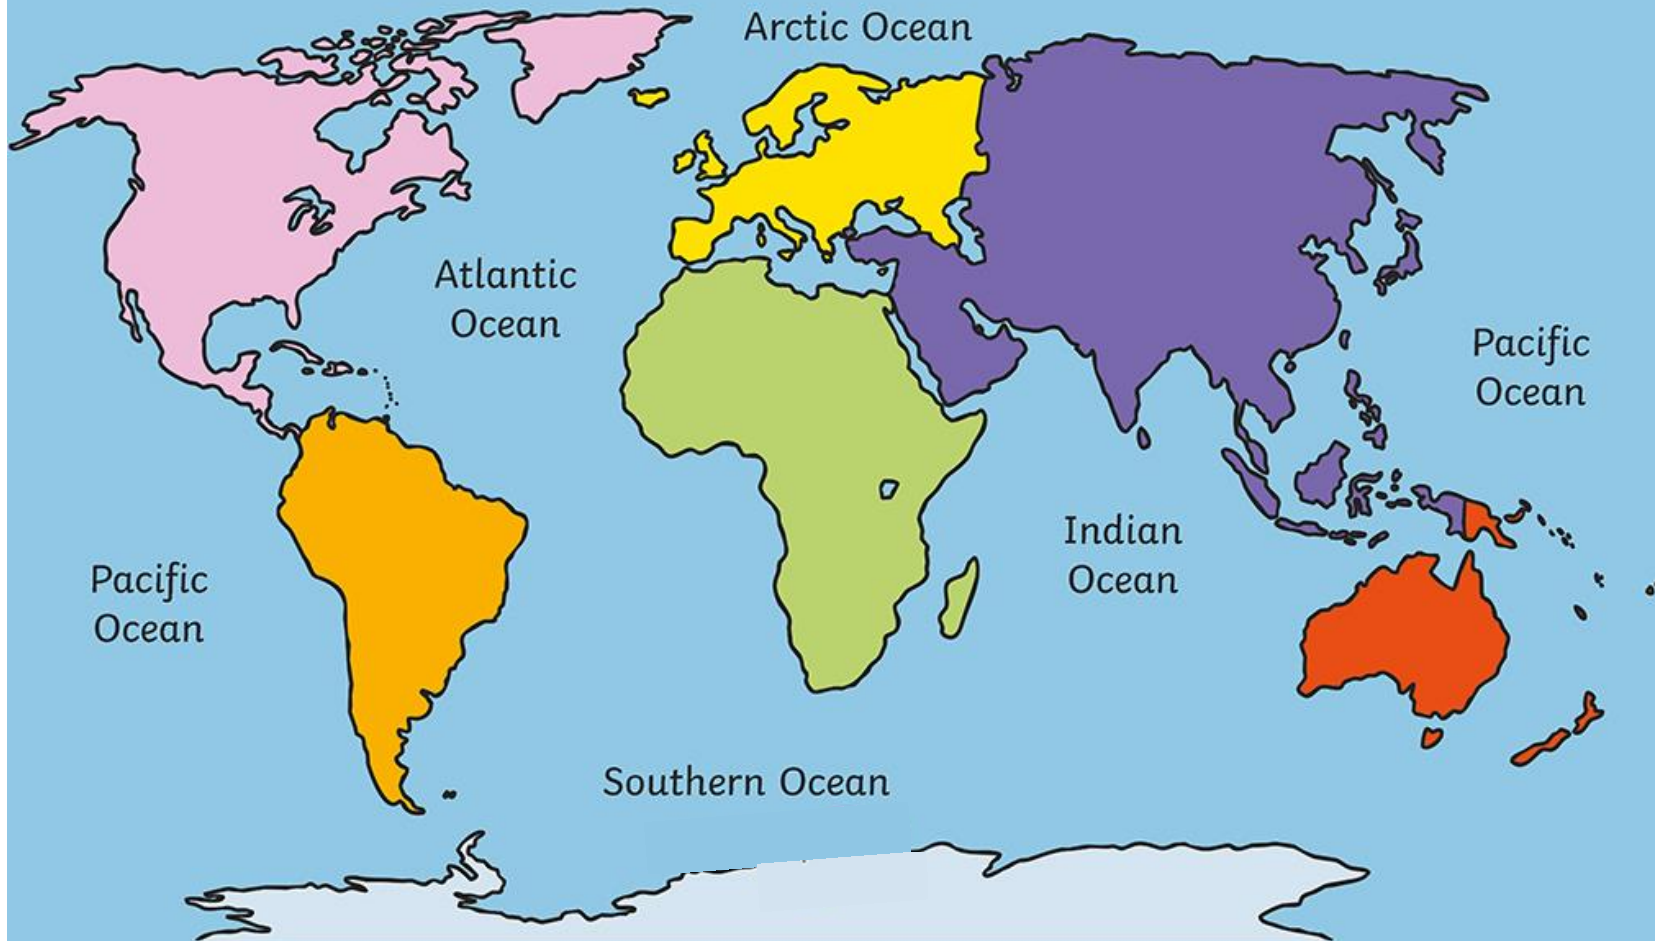 Arctic Ocean
Atlantic
Ocean
Pacific
Ocean
Indian
Ocean
Pacific
Ocean
Southern Ocean